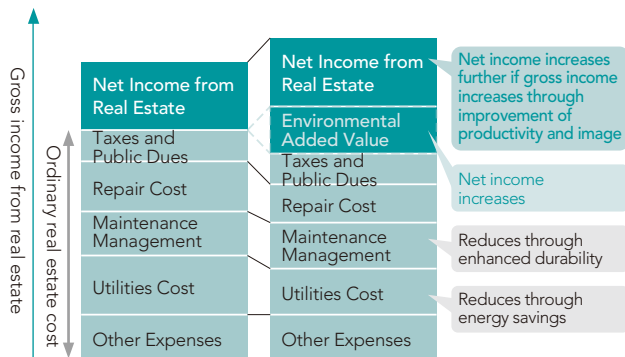 Gross income from real estate
Ordinary real estate cost
Net Income from
Real Estate
Taxes and
Public Dues
Repair Cost
Maintenance
Management
Utilities Cost
Other Expenses
Net Income from
Real Estate
Environmental
Added Value
Taxes and
Public Dues
Repair Cost
Maintenance
Management
Utilities Cost
Other Expenses
Net income increases
further if gross income
increases through
improvement of
productivity and image
Net income
increases
Reduces through
enhanced durability
Reduces through
energy savings